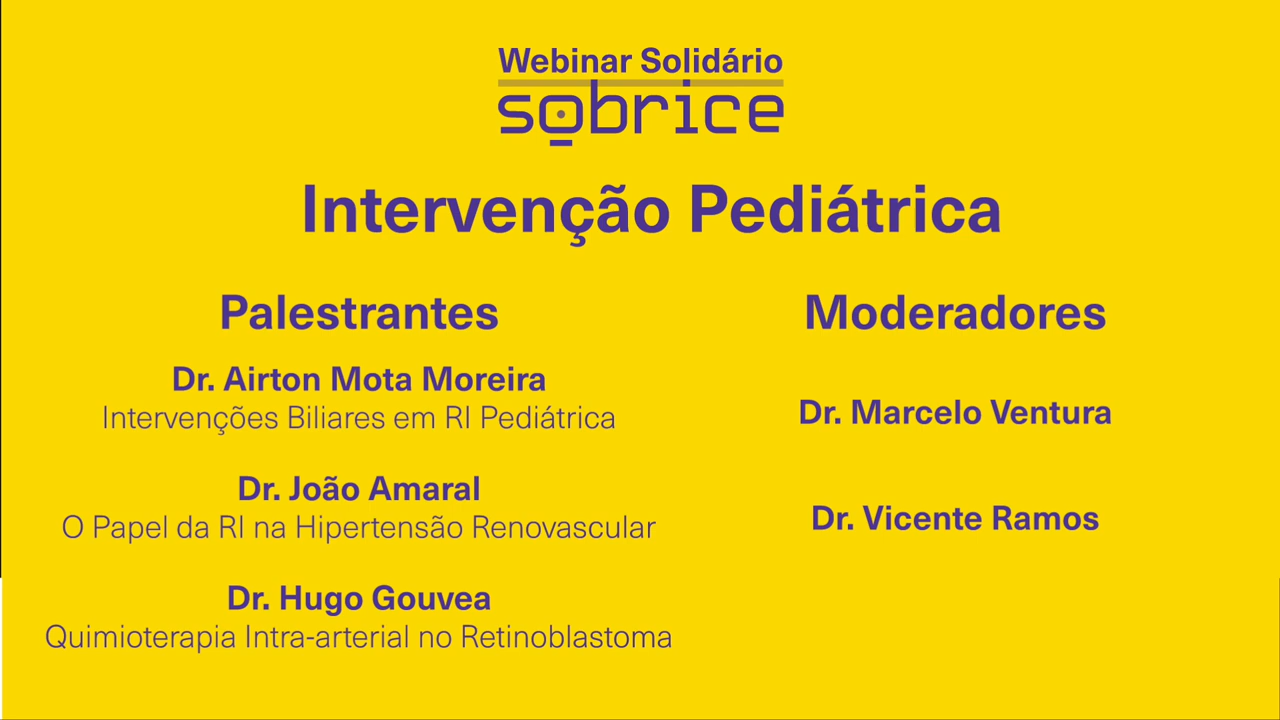 Webinar Solidário
sobrice
Intervenção Pediátrica
Palestrantes
Dr. Airton Mota Moreira
Intervenções Biliares em RI Pediátrica
Dr. João Amaral
O Papel da RI na Hipertensão Renovascular
Dr. Hugo Gouvea
Quimioterapia Intra-arterial no Retinoblastoma
Moderadores
Dr. Marcelo Ventura
Dr. Vicente Ramos